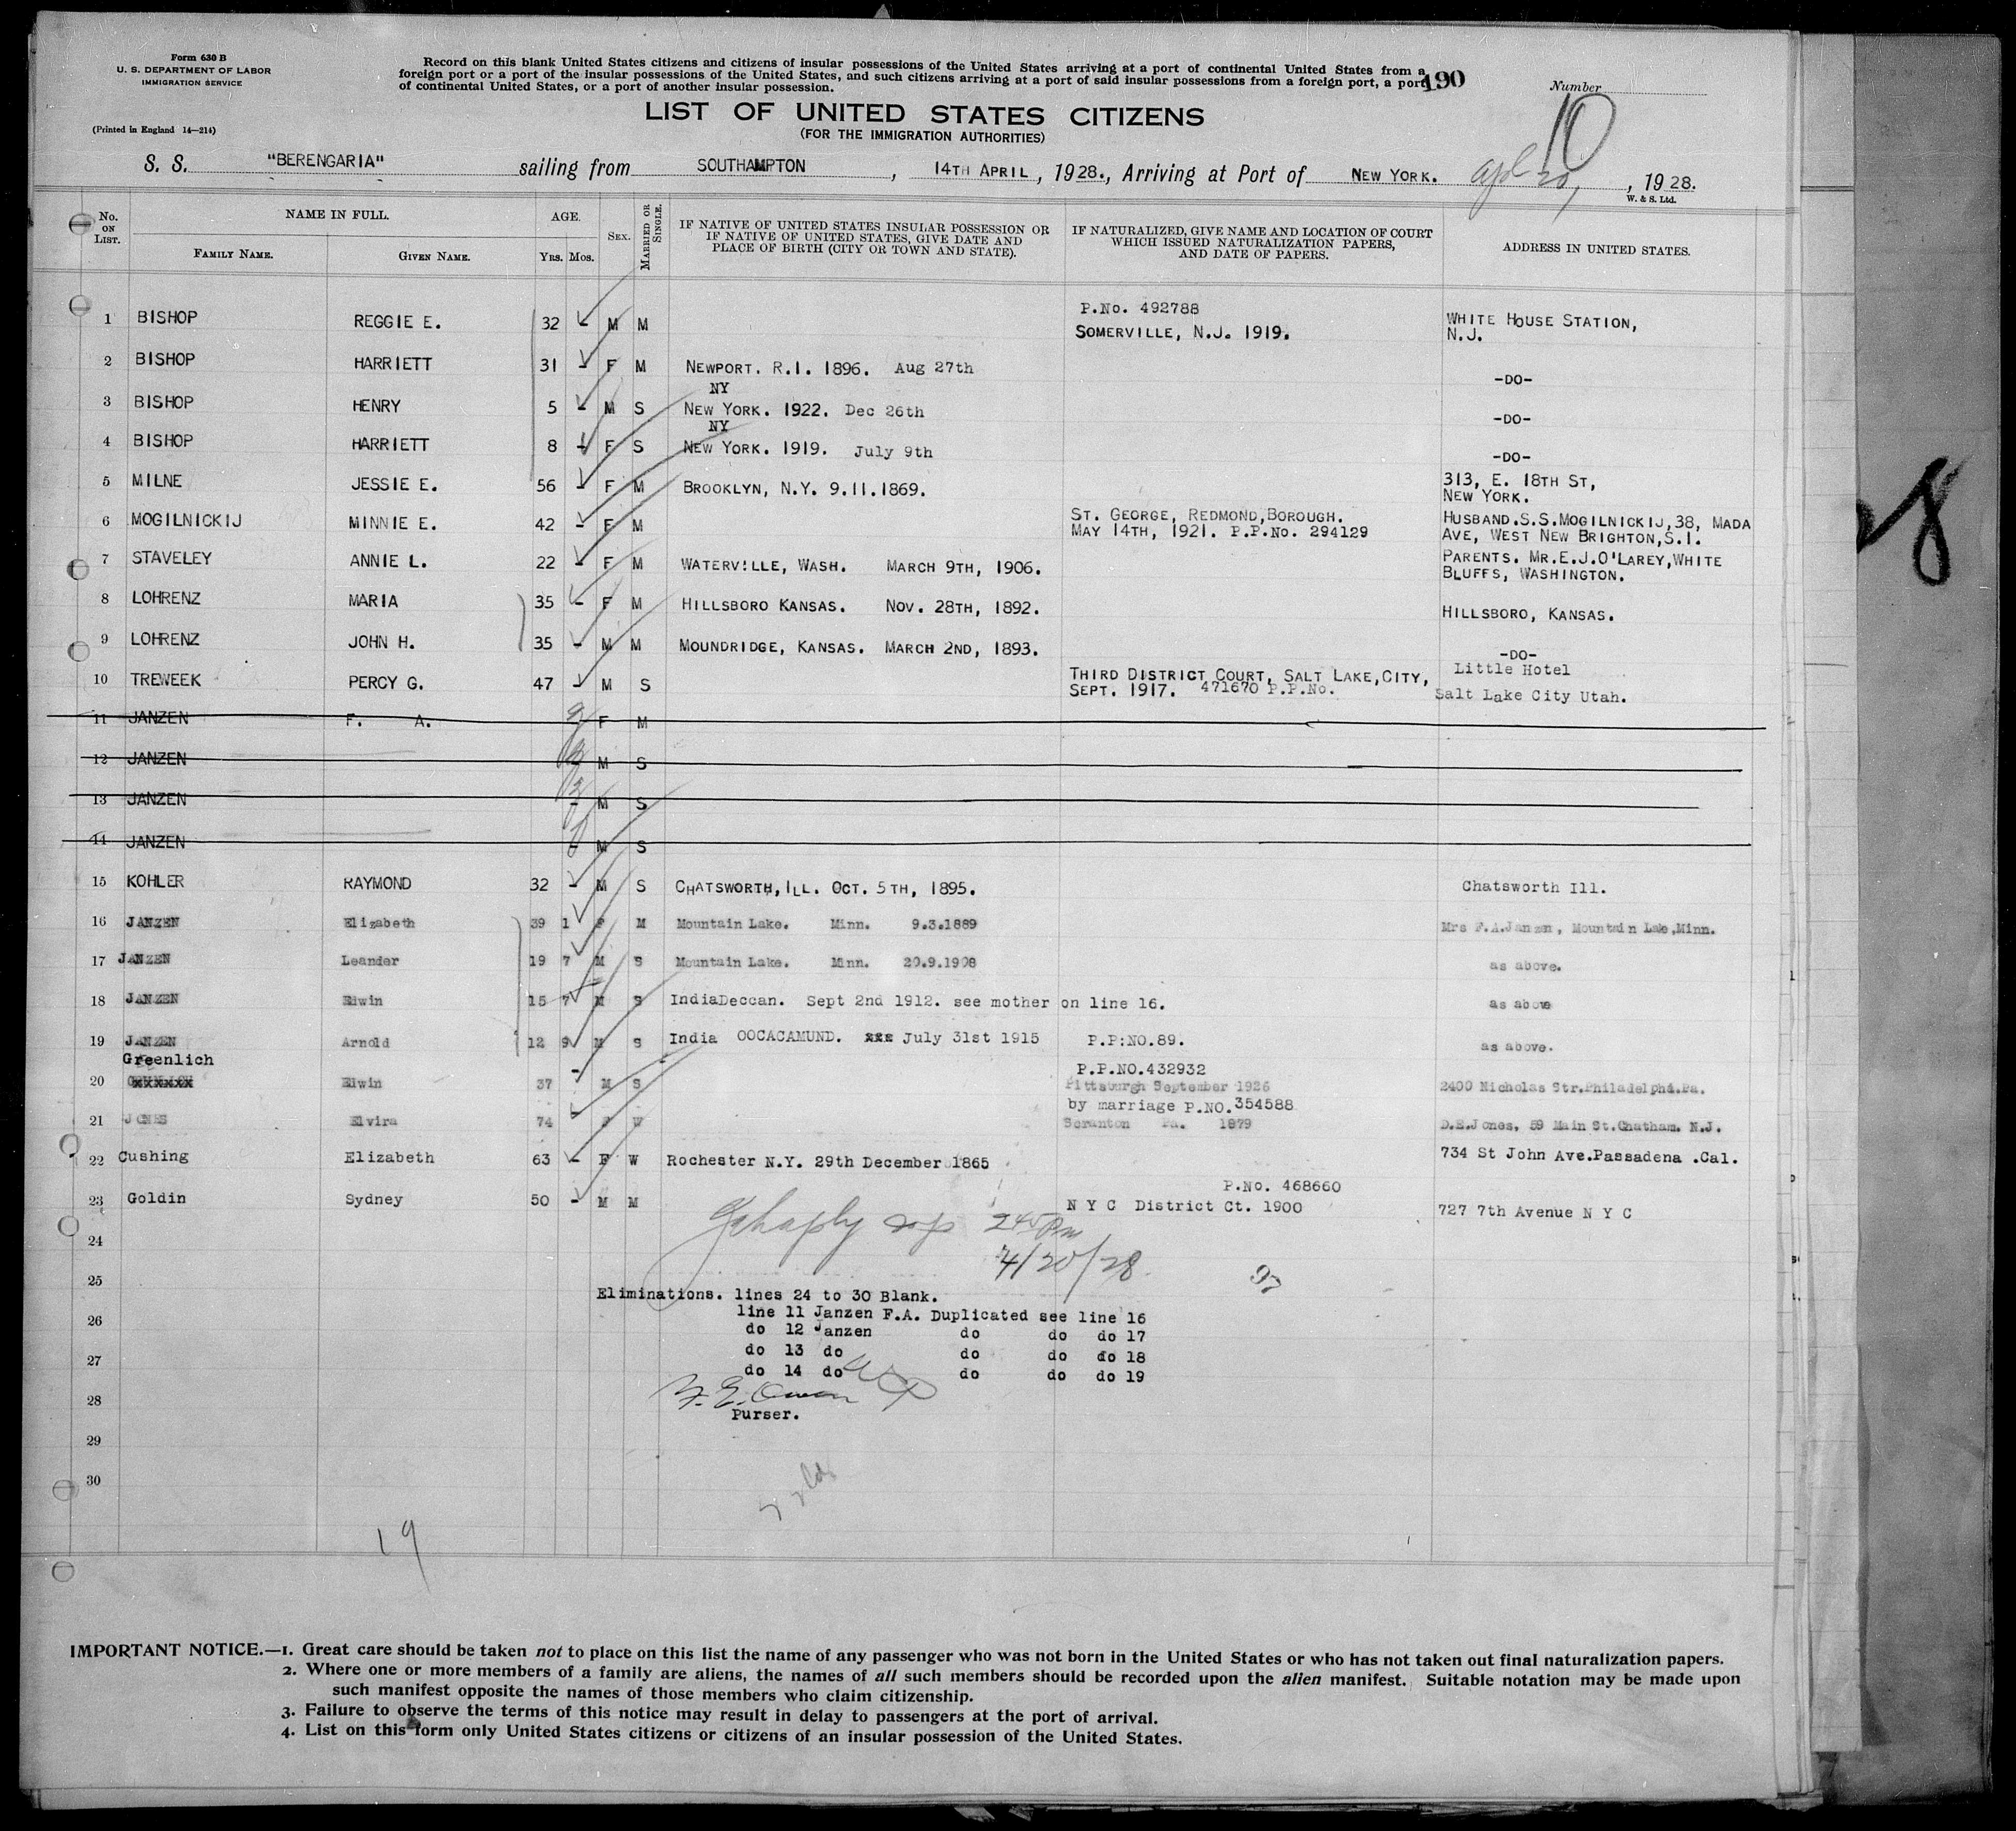 Form 630 B
U. S. DEPARTMENT OF LABOR
IMMIGRATION SERVICE
(Printed in England 14—214)
Record on this blank United States citizens and citizens of insular possessions of the United States arriving at a port of continental United States from a
foreign port or a port of the insular possessions of the United States, and such citizens arriving at a port of said insular possessions from a foreign port, a port
of continental United States, or a port of another insular possession.
190
Number
10
LIST OF UNITED STATES CITIZENS
(FOR THE IMMIGRATION AUTHORITIES)
S. S. "BERENGARIA" sailing from SOUTHAMPTON, 14TH APRIL, 1928., Arriving at Port of NEW YORK. Apl 20, , 1928.
W. & S. Ltd.
No. ON LIST. NAME IN FULL. AGE. SEX. MARRIED OR SINGLE. IF NATIVE OF UNITED STATES INSULAR POSSESSION OR IF NATIVE OF UNITED STATES, GIVE DATE AND PLACE OF BIRTH (CITY OR TOWN AND STATE). IF NATURALIZED, GIVE NAME AND LOCATION OF COURT WHICH ISSUED NATURALIZATION PAPERS, AND DATE OF PAPERS. ADDRESS IN UNITED STATES.
FAMILY NAME. GIVEN NAME. YRS. MOS.
P.No. 492788
1 BISHOP REGGIE E. 32 - M M SOMERVILLE, N.J. 1919. WHITE HOUSE STATION, N.J.
2 BISHOP HARRIETT 31 - F M NEWPORT. R.I. 1896. Aug 27th -DO-
NY
3 BISHOP HENRY 5 - M S NEW YORK. 1922. Dec 26th -DO-
NY
4 BISHOP HARRIETT 8 - F S NEW YORK. 1919. July 9th -DO-
5 MILNE JESSIE E. 56 - F M BROOKLYN, N.Y. 9.11.1869. 313, E. 18TH ST, NEW YORK.
6 MOGILNICKIJ MINNIE E. 42 - F M ST. GEORGE, REDMOND,BOROUGH. MAY 14TH, 1921. P.P.No. 294129 HUSBAND.S.S.MOGILNICKIJ,38, MADA AVE, WEST NEW BRIGHTON,S.I.
7 STAVELEY ANNIE L. 22 - F M WATERVILLE, WASH. MARCH 9TH, 1906. PARENTS. MR.E.J.O'LAREY,WHITE BLUFFS, WASHINGTON.
8 LOHRENZ MARIA 35 - F M HILLSBORO KANSAS. NOV. 28TH, 1892. HILLSBORO, KANSAS.
9 LOHRENZ JOHN H. 35 - M M MOUNDRIDGE, KANSAS. MARCH 2ND, 1893. -DO-
10 TREWEEK PERCY G. 47 - M S THIRD DISTRICT COURT, SALT LAKE,CITY, SEPT. 1917. 471670 P.P.No. Little Hotel Salt Lake City Utah.
11 JANZEN F. A. F M
12 JANZEN M S
13 JANZEN - M S
14 JANZEN - M S
15 KOHLER RAYMOND 32 - M S CHATSWORTH,ILL. OCT. 5TH, 1895. Chatsworth Ill.
16 JANZEN Elizabeth 39 1 F M Mountain Lake. Minn. 9.3.1889 Mrs F.A.Janzen, Mountain Lake,Minn.
17 JANZEN Leander 19 7 M S Mountain Lake. Minn. 29.9.1908 as above.
18 JANZEN Elwin 15 7 M S IndiaDeccan. Sept 2nd 1912. see mother on line 16. as above
19 JANZEN Arnold 12 9 M S India OOCACAMUND. xxx July 31st 1915 P.P:NO.89. as above.
Greenlich P.P.NO.432932
20 xxxxxx Elwin 37 - M S Pittsburgh September 1926 2400 Nicholas Str.Philadelphd.Pa.
by marriage P.NO.354588
21 JONES Elvira 74 - F W Scranton Pa. 1879 D.E.Jones, 59 Main St.Chatham. N.J.
22 Cushing Elizabeth 63 - F W Rochester N.Y. 29th December 1865 734 St John Ave.Passadena .Cal.
P.No. 468660
23 Goldin Sydney 50 - M M N Y C District Ct. 1900 727 7th Avenue N Y C
245 Pm
24
4/20/28
97
25
Eliminations. lines 24 to 30 Blank.
line 11 Janzen F.A. Duplicated see line 16
26
do 12 Janzen do do do 17
27
do 13 do do do do 18
do 14 do do do do 19
28
Purser.
29
30
19
IMPORTANT NOTICE.—1. Great care should be taken not to place on this list the name of any passenger who was not born in the United States or who has not taken out final naturalization papers.
2. Where one or more members of a family are aliens, the names of all such members should be recorded upon the alien manifest. Suitable notation may be made upon
such manifest opposite the names of those members who claim citizenship.
3. Failure to observe the terms of this notice may result in delay to passengers at the port of arrival.
4. List on this form only United States citizens or citizens of an insular possession of the United States.